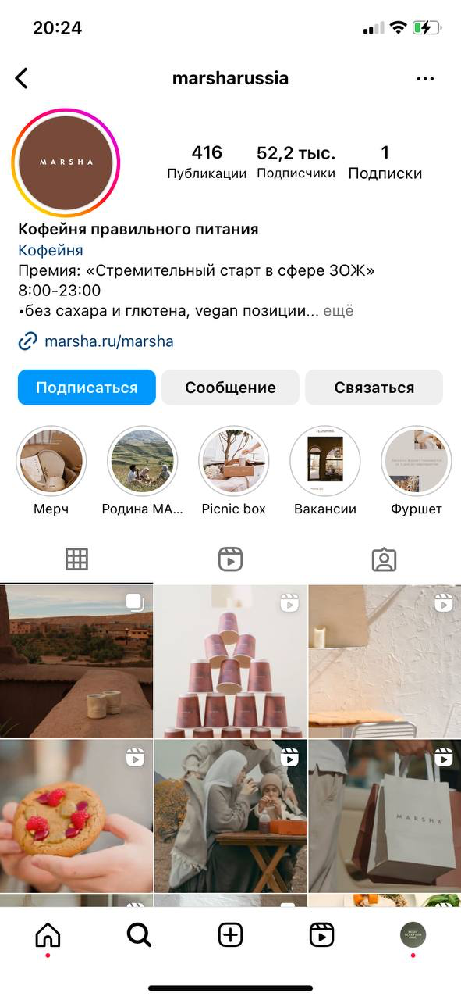 20:24
marsharussia
MARSHA
416
Публикации
52,2 тыс.
Подписчики
1
Подписки
Кофейня правильного питания
Кофейня
Премия: «Стремительный старт в сфере ЗОЖ»
8:00-23:00
•без сахара и глютена, vegan позиции... ещё
marsha.ru/marsha
Подписаться
Сообщение
Связаться
Мерч
Родина МА...
Picnic box
Вакансии
Фуршет
MARSHA